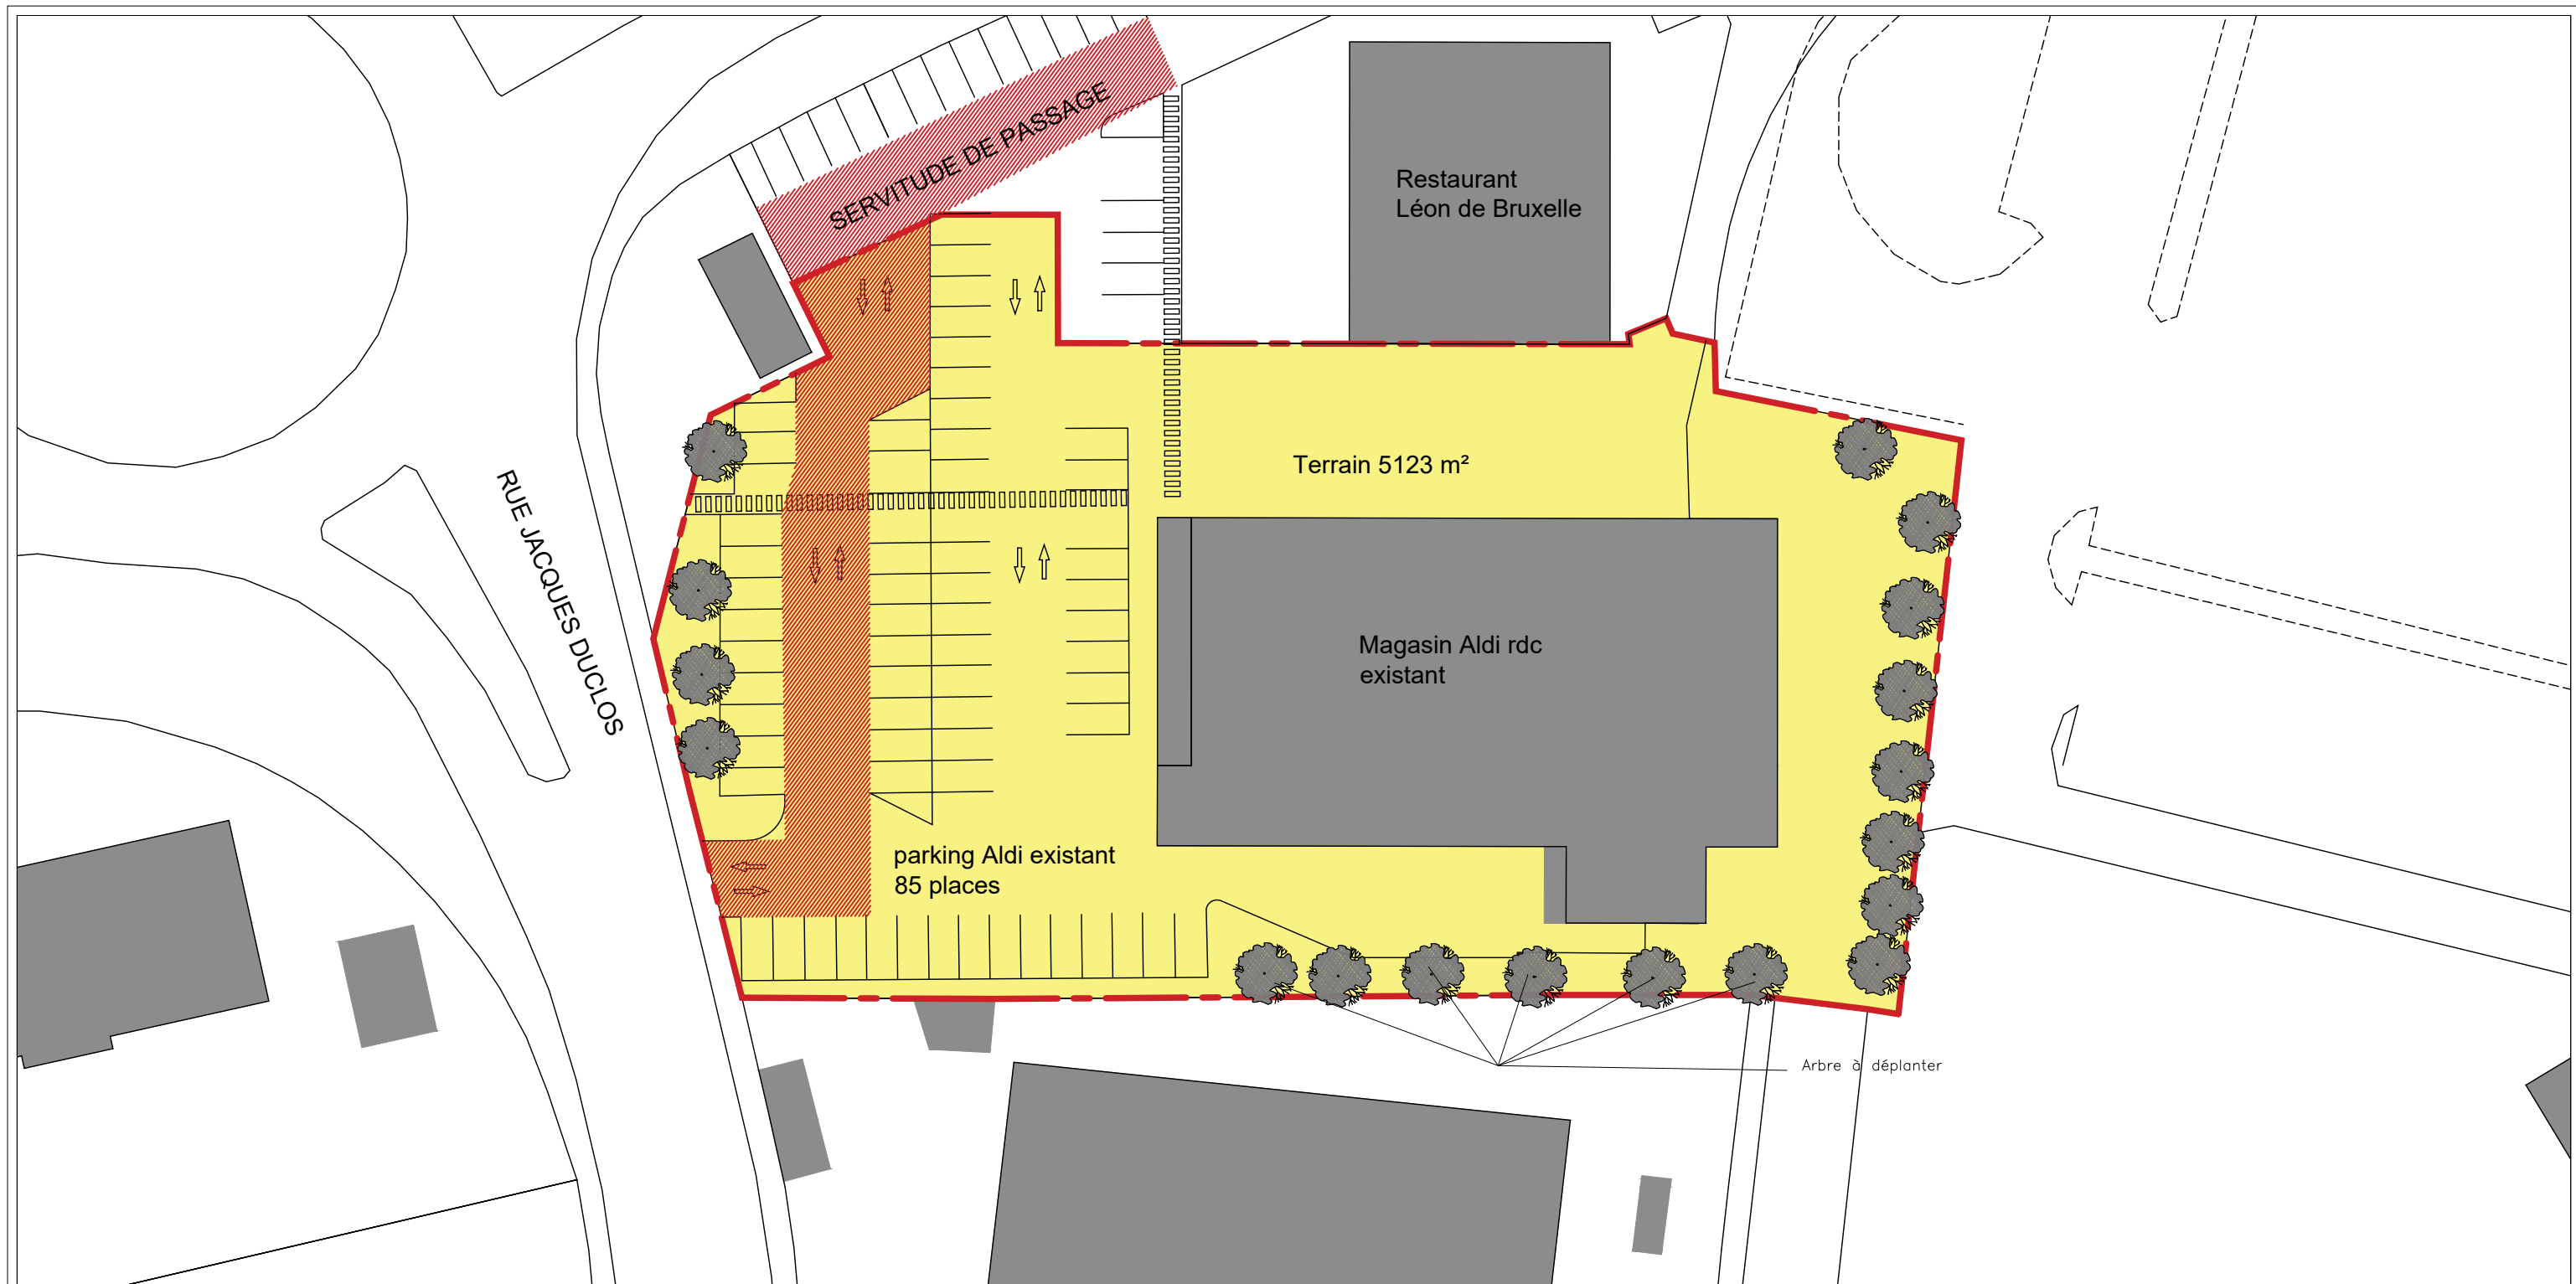 SERVITUDE DE PASSAGE
Restaurant
Léon de Bruxelle
RUE JACQUES DUCLOS
Terrain 5123 m²
Magasin Aldi rdc
existant
parking Aldi existant
85 places
Arbre à déplanter